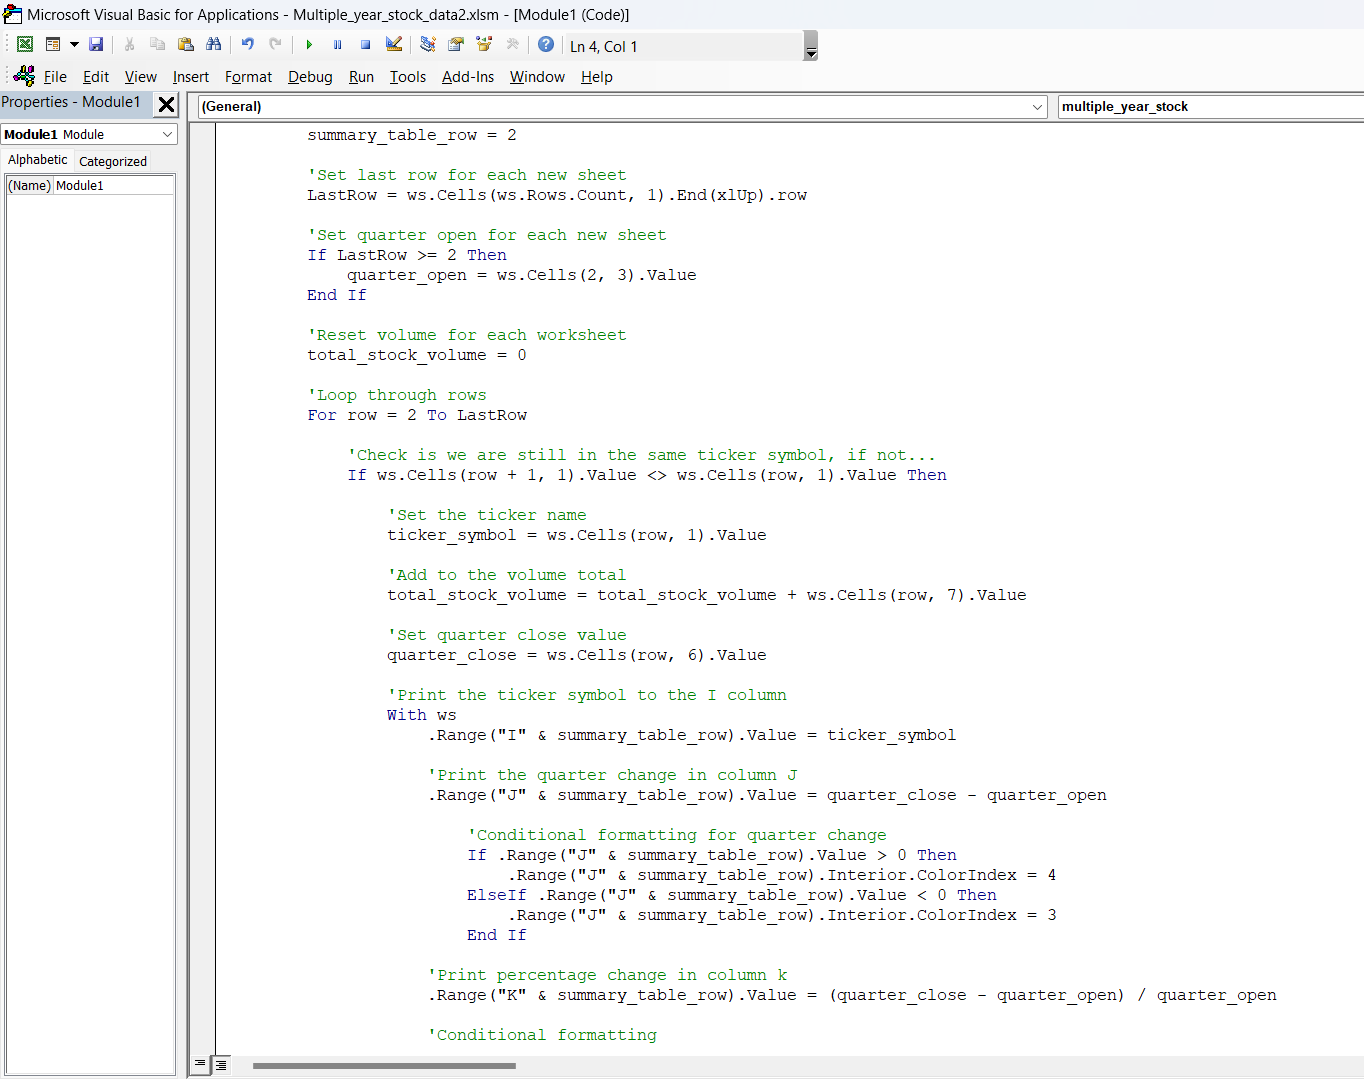 Microsoft Visual Basic for Applications - Multiple_year_stock_data2.xlsm - [Module1 (Code)]
Ln 4, Col 1
File Edit View Insert Format Debug Run Tools Add-Ins Window Help
Properties - Module1
(General)
multiple_year_stock
Module1 Module
Alphabetic Categorized
(Name) Module1
summary_table_row = 2
'Set last row for each new sheet
LastRow = ws.Cells(ws.Rows.Count, 1).End(xlUp).row
'Set quarter open for each new sheet
If LastRow >= 2 Then
quarter_open = ws.Cells(2, 3).Value
End If
'Reset volume for each worksheet
total_stock_volume = 0
'Loop through rows
For row = 2 To LastRow
'Check is we are still in the same ticker symbol, if not...
If ws.Cells(row + 1, 1).Value <> ws.Cells(row, 1).Value Then
'Set the ticker name
ticker_symbol = ws.Cells(row, 1).Value
'Add to the volume total
total_stock_volume = total_stock_volume + ws.Cells(row, 7).Value
'Set quarter close value
quarter_close = ws.Cells(row, 6).Value
'Print the ticker symbol to the I column
With ws
.Range("I" & summary_table_row).Value = ticker_symbol
'Print the quarter change in column J
.Range("J" & summary_table_row).Value = quarter_close - quarter_open
'Conditional formatting for quarter change
If .Range("J" & summary_table_row).Value > 0 Then
.Range("J" & summary_table_row).Interior.ColorIndex = 4
ElseIf .Range("J" & summary_table_row).Value < 0 Then
.Range("J" & summary_table_row).Interior.ColorIndex = 3
End If
'Print percentage change in column k
.Range("K" & summary_table_row).Value = (quarter_close - quarter_open) / quarter_open
'Conditional formatting